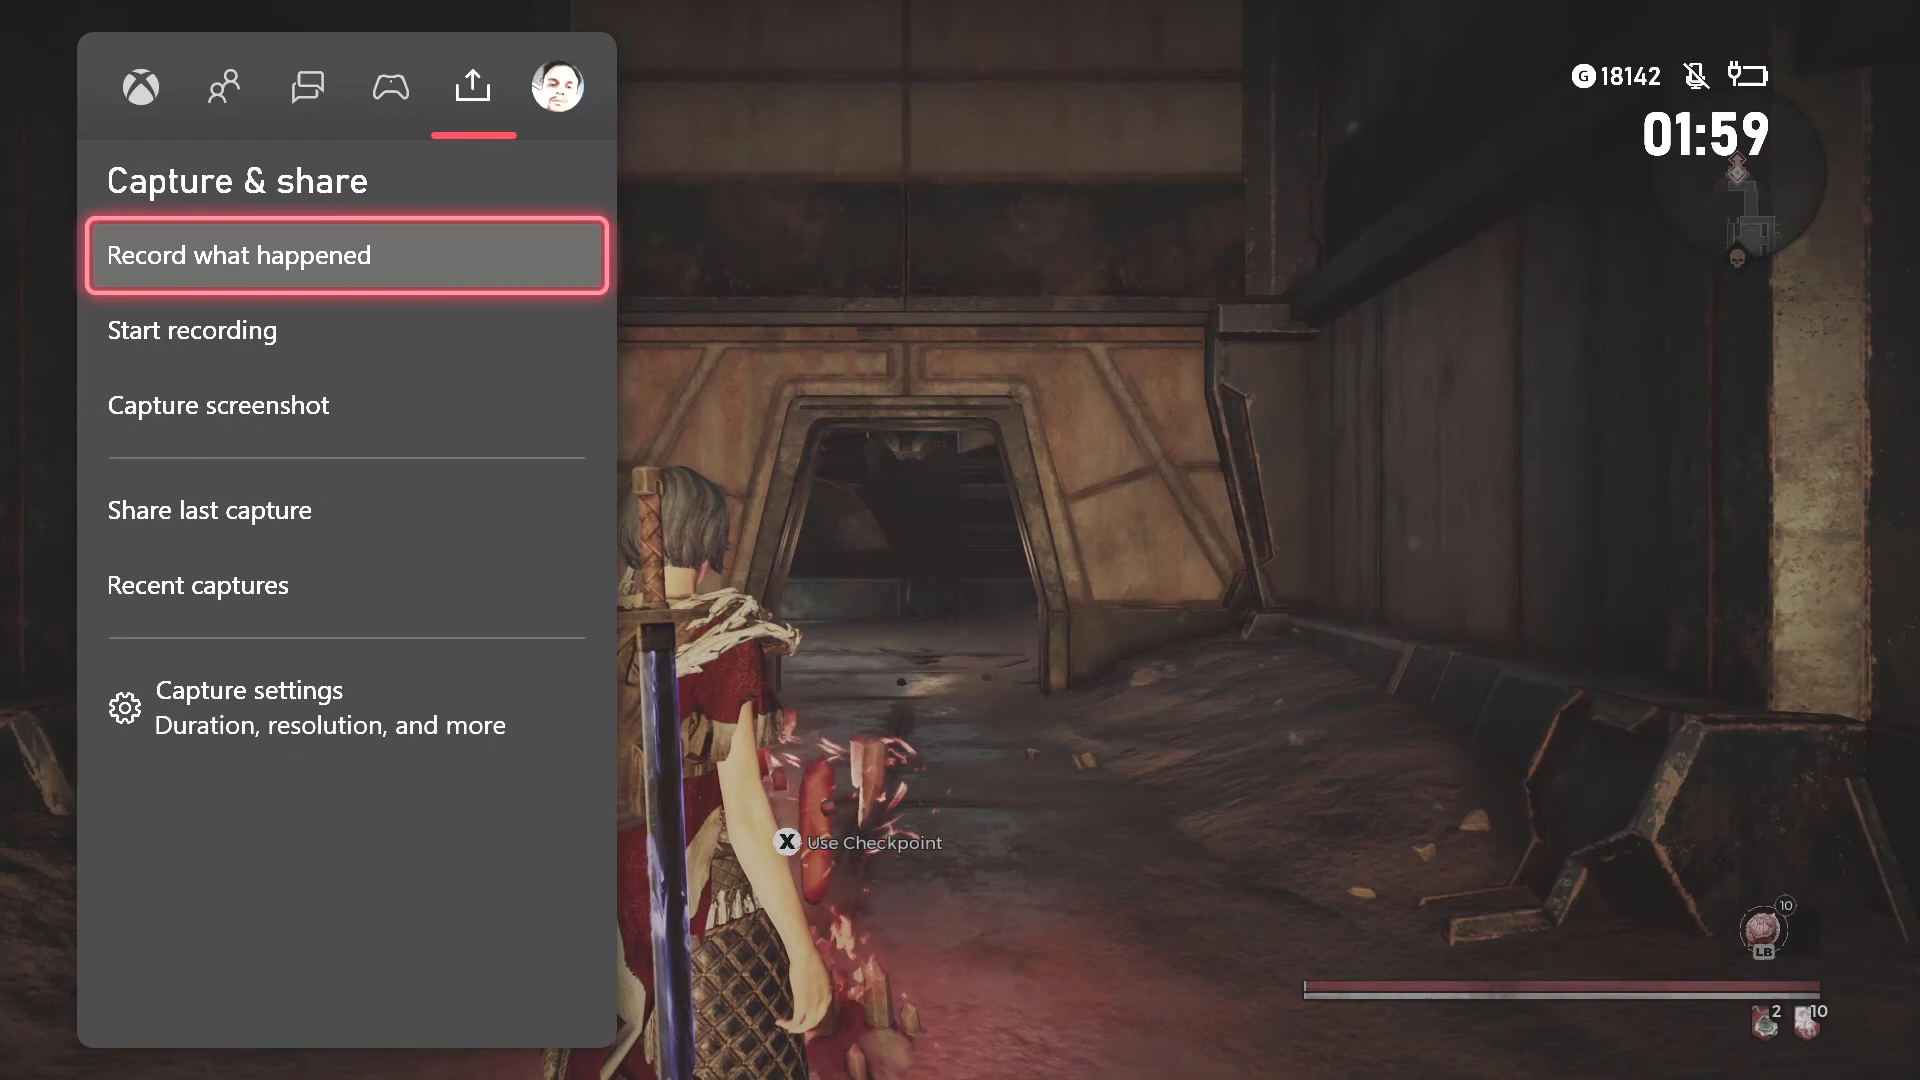 G 18142
01:59
Capture & share
Record what happened
Start recording
Capture screenshot
Share last capture
Recent captures
Capture settings
Duration, resolution, and more
X Use Checkpoint
10
LB
2
10